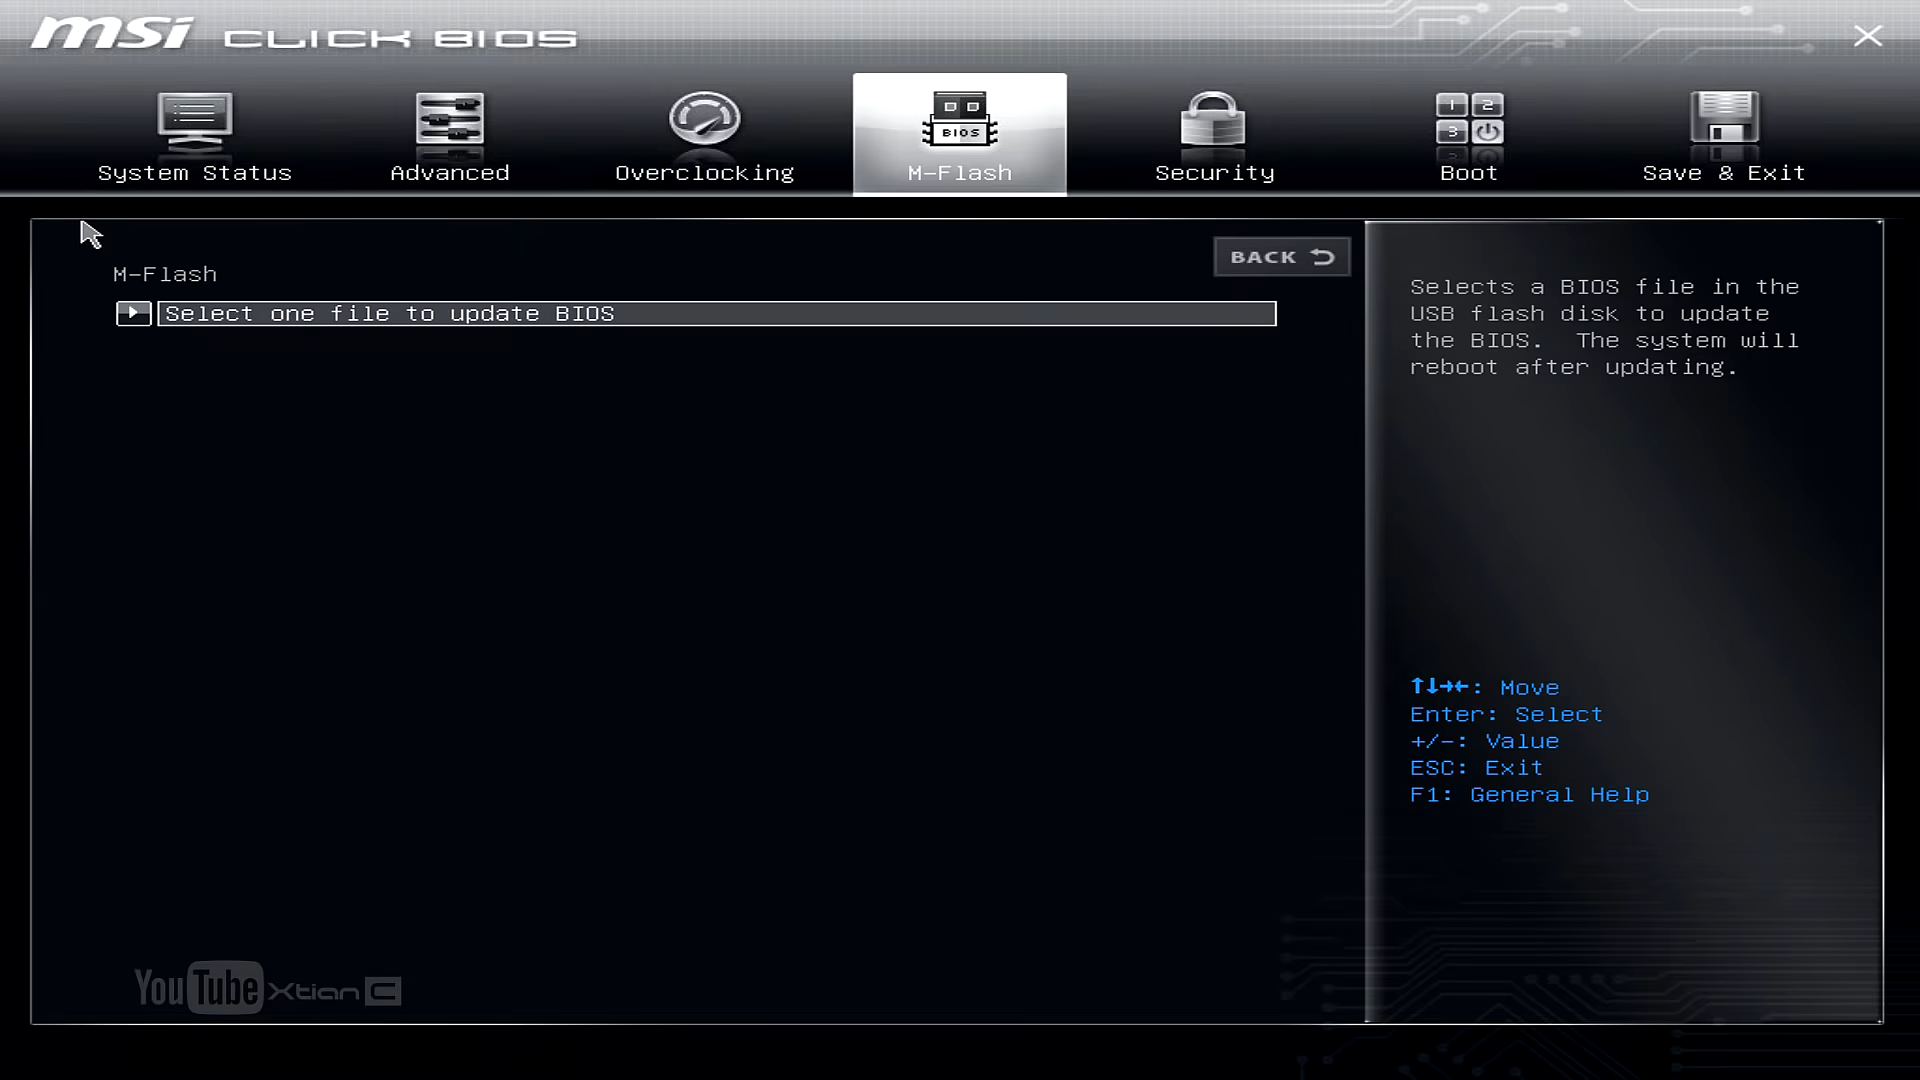 msi CLICK BIOS
System Status
Advanced
Overclocking
BIOS
M-Flash
Security
1 2
3
Boot
Save & Exit
M-Flash
BACK
Select one file to update BIOS
Selects a BIOS file in the
USB flash disk to update
the BIOS. The system will
reboot after updating.
↑↓→←: Move
Enter: Select
+/-: Value
ESC: Exit
F1: General Help
YouTube Xtian C